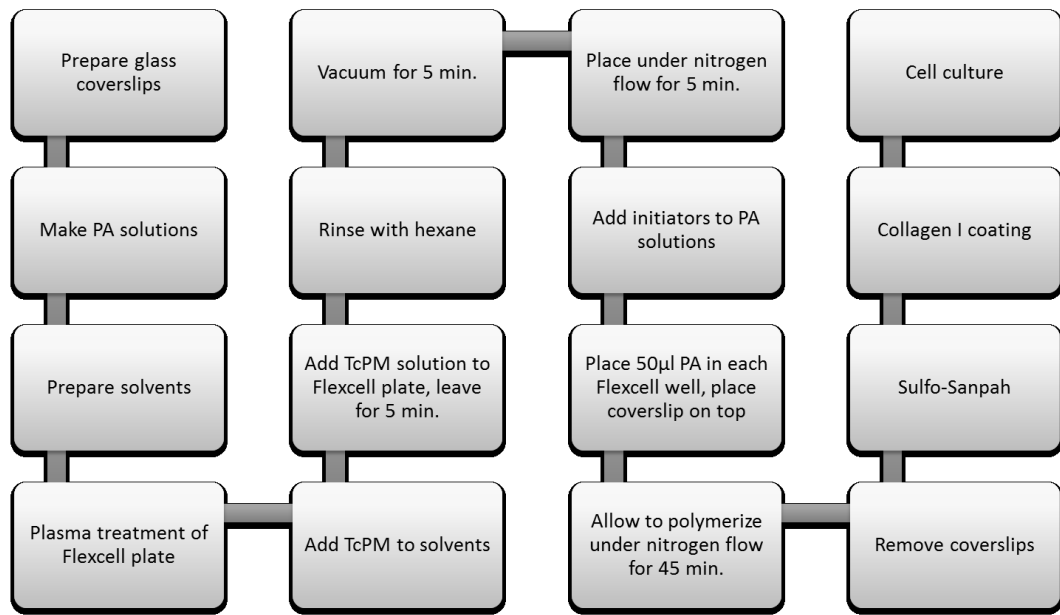 Prepare glass
coverslips
Make PA solutions
Prepare solvents
Plasma treatment of
Flexcell plate
Add TcPM to solvents
Add TcPM solution to
Flexcell plate, leave
for 5 min.
Rinse with hexane
Vacuum for 5 min.
Place under nitrogen
flow for 5 min.
Add initiators to PA
solutions
Place 50μl PA in each
Flexcell well, place
coverslip on top
Allow to polymerize
under nitrogen flow
for 45 min.
Remove coverslips
Sulfo-Sanpah
Collagen I coating
Cell culture